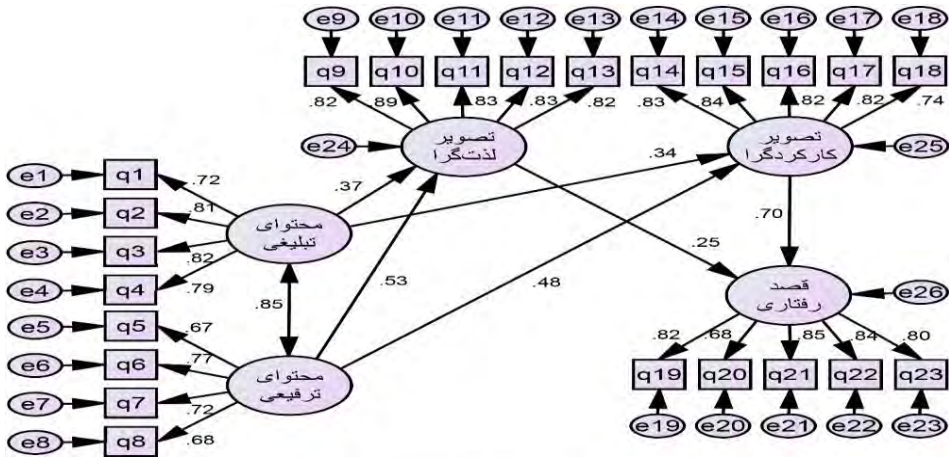 e9 e10 e11 e12 e13 e14 e15 e16 e17 e18
q9 q10 q11 q12 q13 q14 q15 q16 q17 q18
.82 .89 .83 .83 .82 .83 .84 .82 .82 .74
e24
تصویر
لذت‌گرا
تصویر
کارکردگرا
e25
.37 .34
e1 q1 .72
e2 q2 .81
e3 q3 .82
e4 q4 .79
محتوای
تبلیغی
.70
.25
.53 .48
.85
قصد
رفتاری
e26
e5 q5 .67
e6 q6 .77
e7 q7 .72
e8 q8 .68
محتوای
ترفیعی
.82 .68 .85 .84 .80
q19 q20 q21 q22 q23
e19 e20 e21 e22 e23